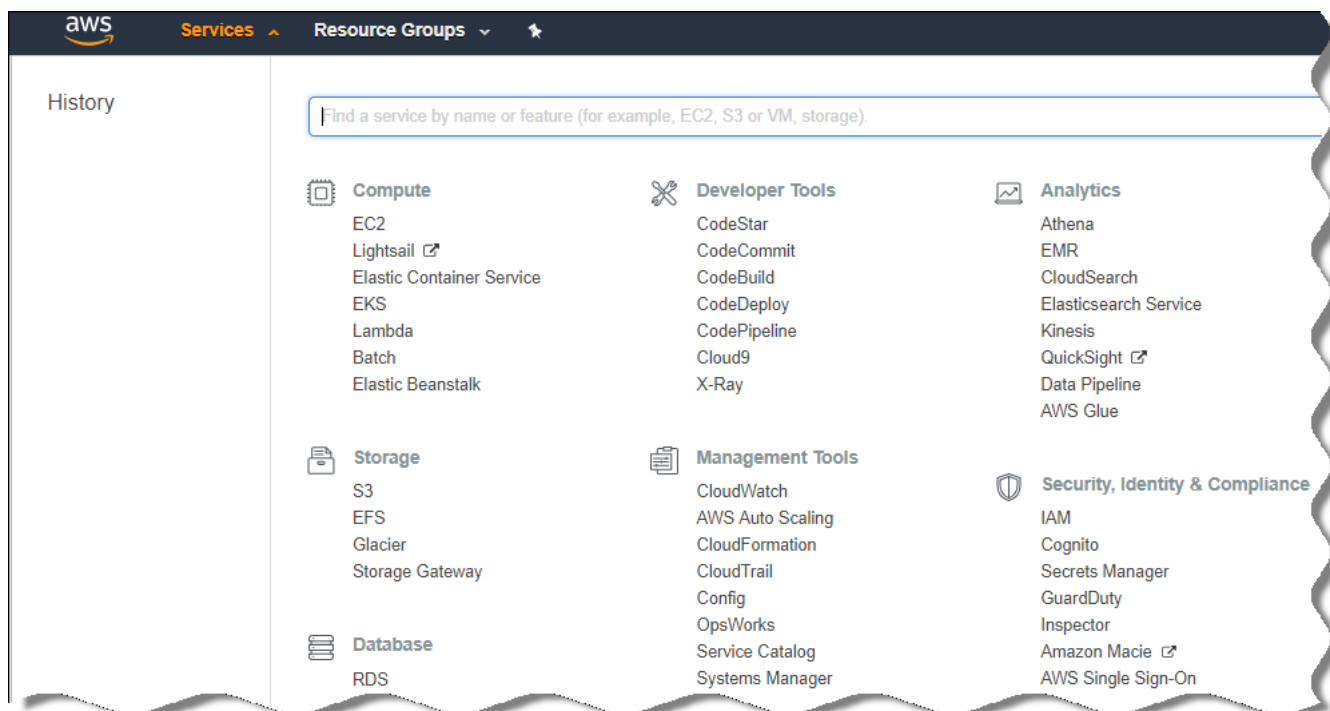 aws
Services
Resource Groups
History
Find a service by name or feature (for example, EC2, S3 or VM, storage).
Compute
EC2
Lightsail
Elastic Container Service
EKS
Lambda
Batch
Elastic Beanstalk
Storage
S3
EFS
Glacier
Storage Gateway
Database
RDS
Developer Tools
CodeStar
CodeCommit
CodeBuild
CodeDeploy
CodePipeline
Cloud9
X-Ray
Management Tools
CloudWatch
AWS Auto Scaling
CloudFormation
CloudTrail
Config
OpsWorks
Service Catalog
Systems Manager
Analytics
Athena
EMR
CloudSearch
Elasticsearch Service
Kinesis
QuickSight
Data Pipeline
AWS Glue
Security, Identity & Compliance
IAM
Cognito
Secrets Manager
GuardDuty
Inspector
Amazon Macie
AWS Single Sign-On